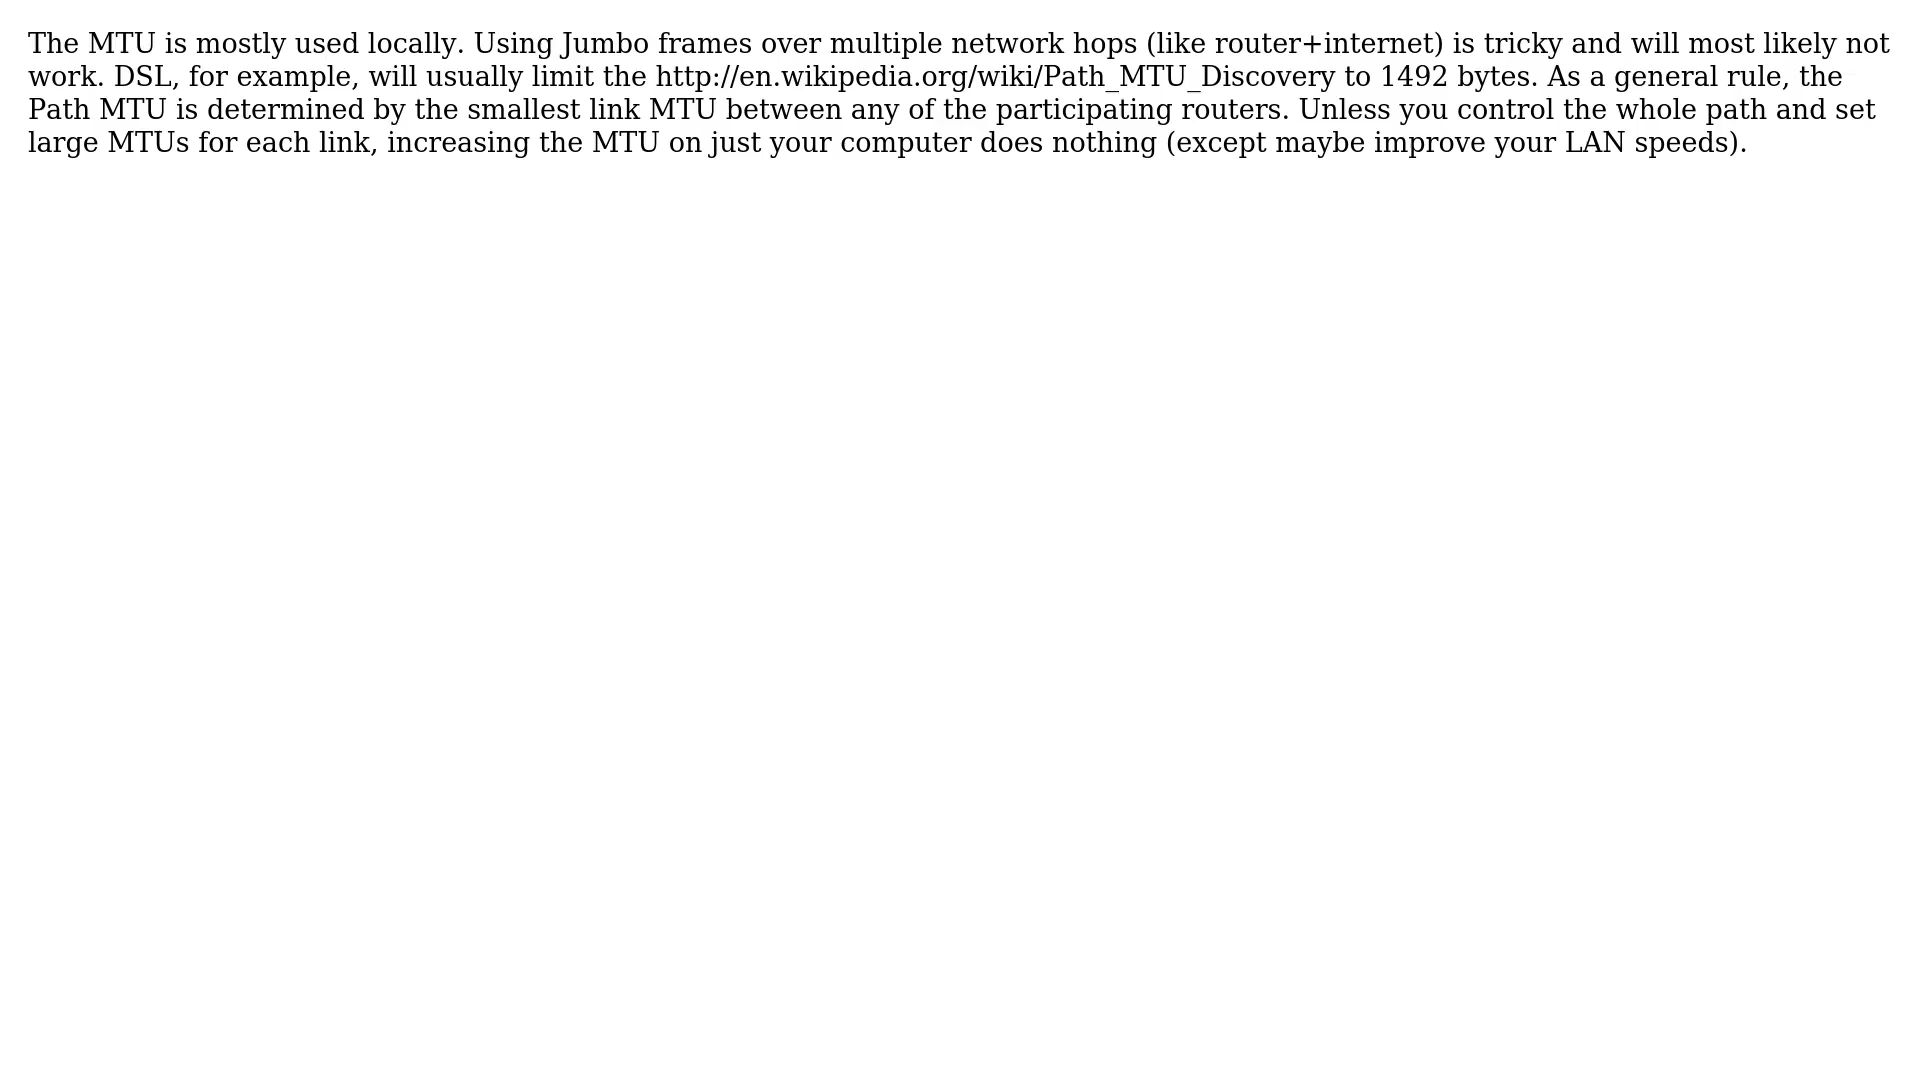 The MTU is mostly used locally. Using Jumbo frames over multiple network hops (like router+internet) is tricky and will most likely not
work. DSL, for example, will usually limit the http://en.wikipedia.org/wiki/Path_MTU_Discovery to 1492 bytes. As a general rule, the
Path MTU is determined by the smallest link MTU between any of the participating routers. Unless you control the whole path and set
large MTUs for each link, increasing the MTU on just your computer does nothing (except maybe improve your LAN speeds).